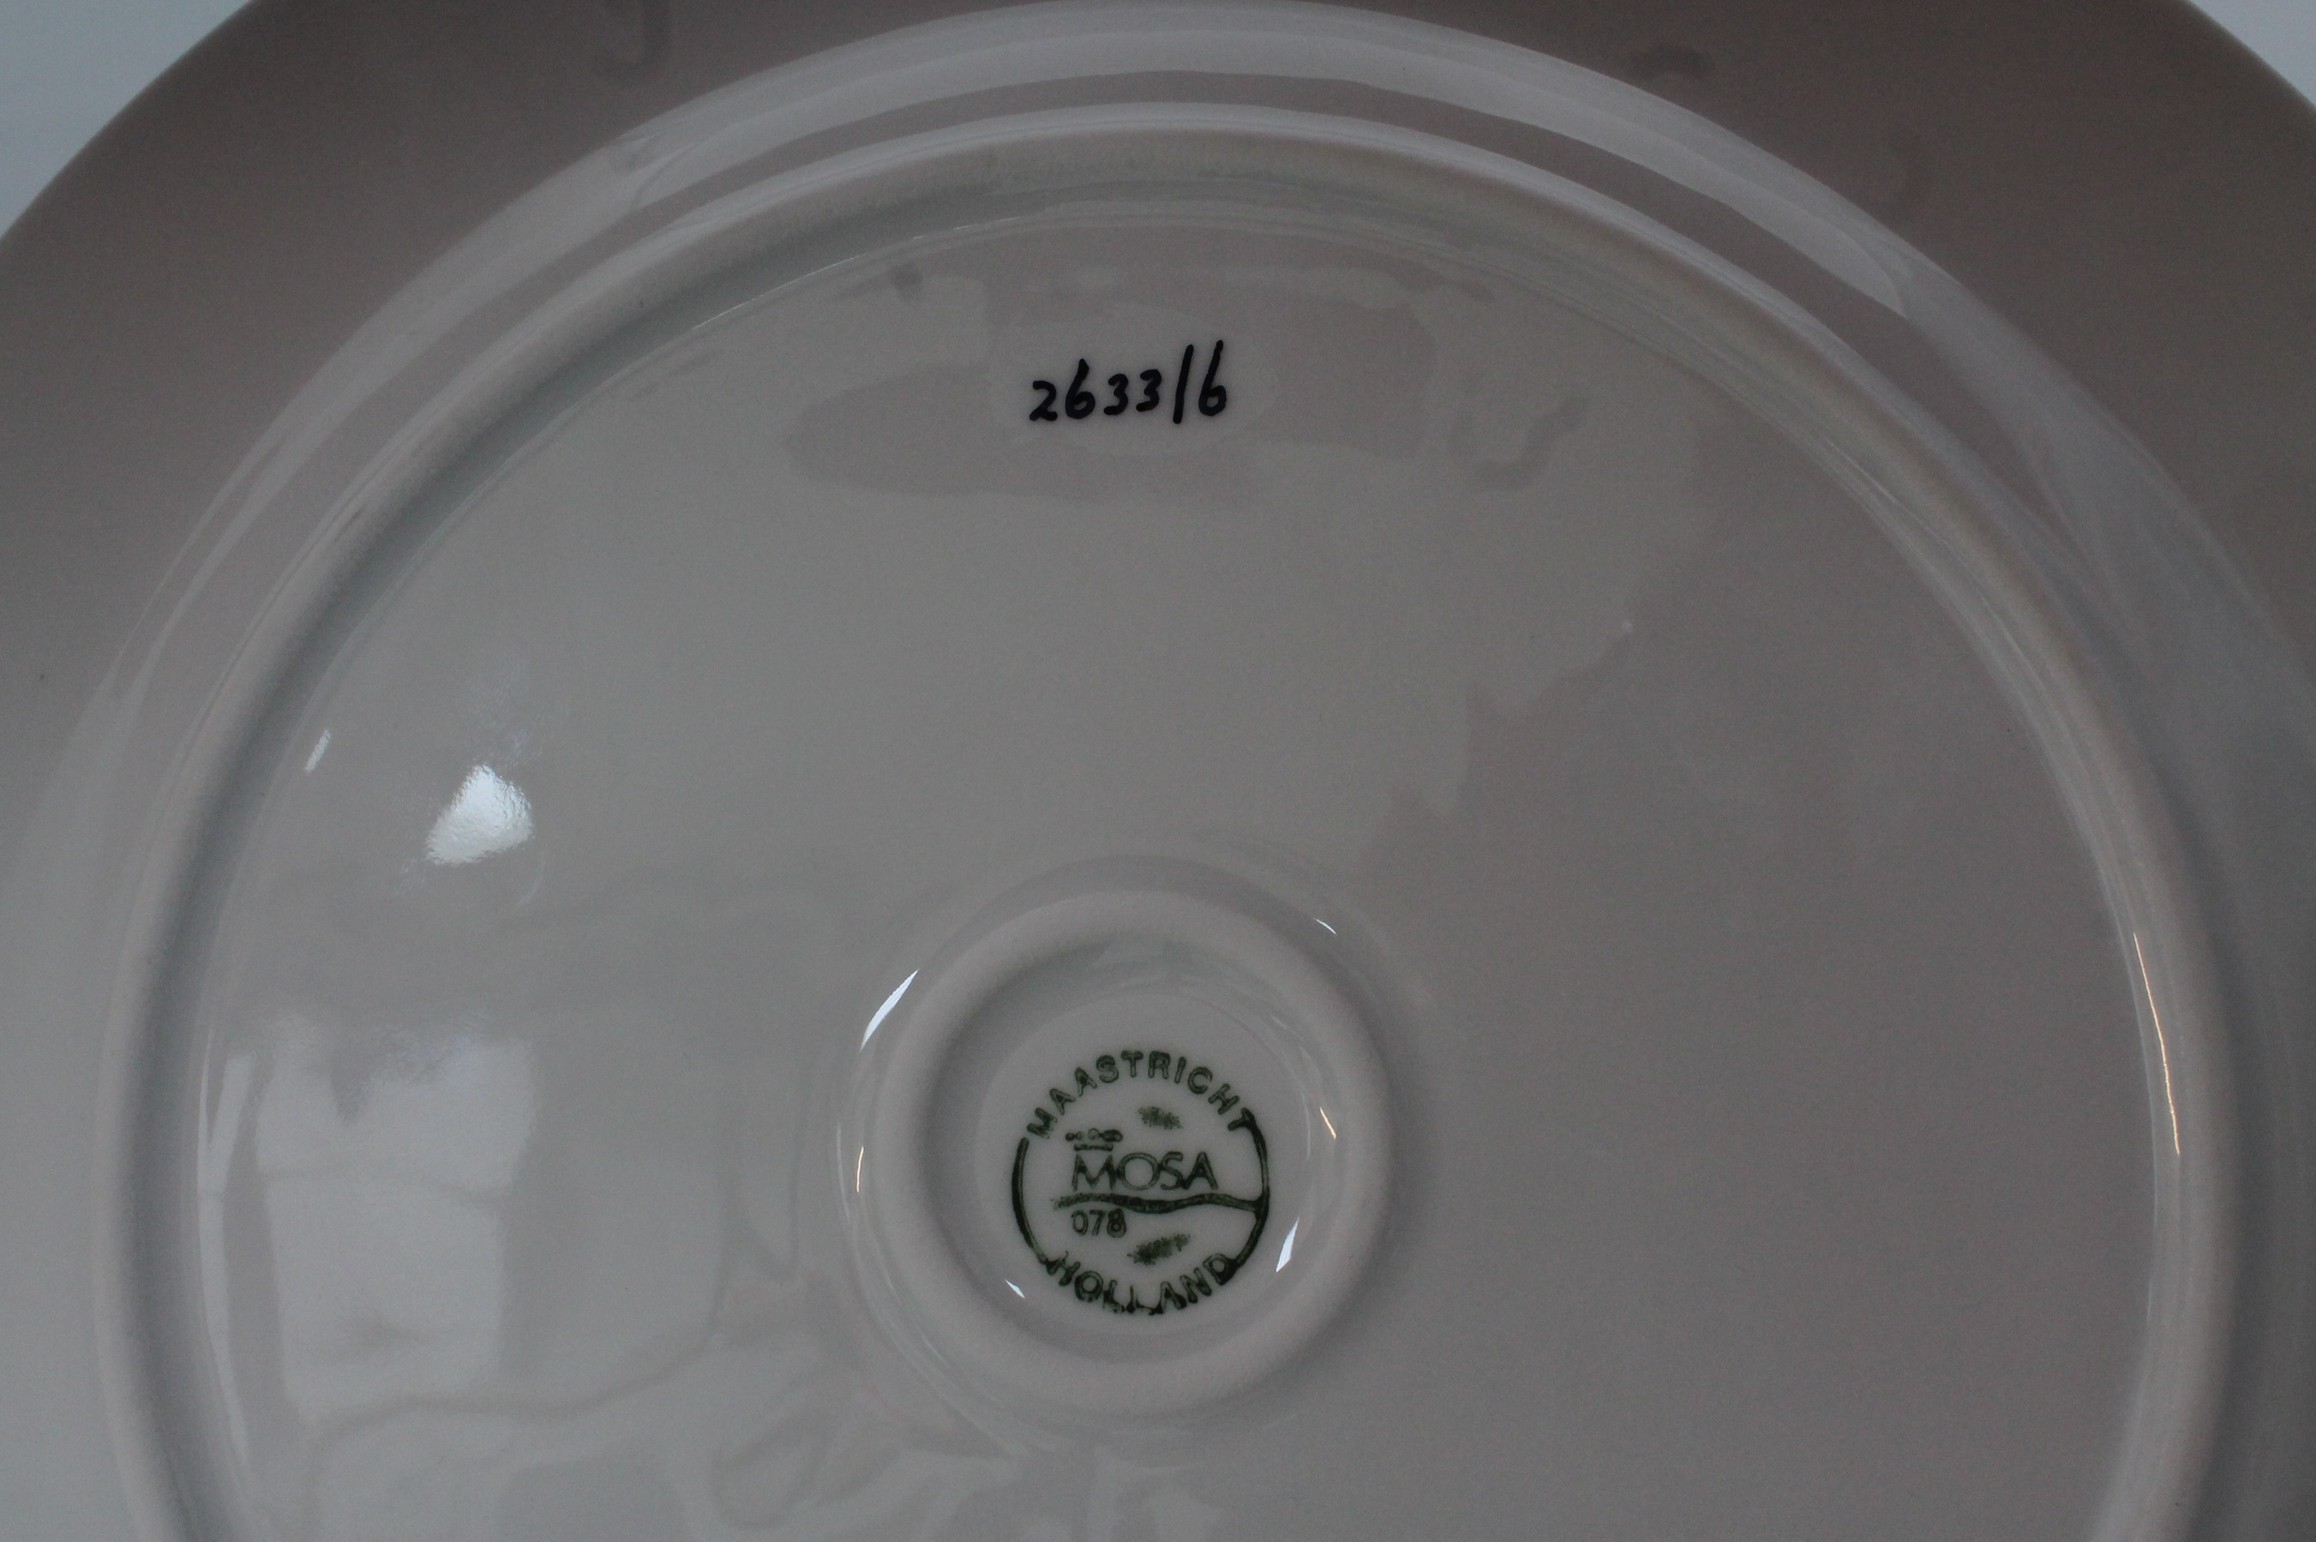 2633/6
MAASTRICHT
MOSA
078
HOLLAND